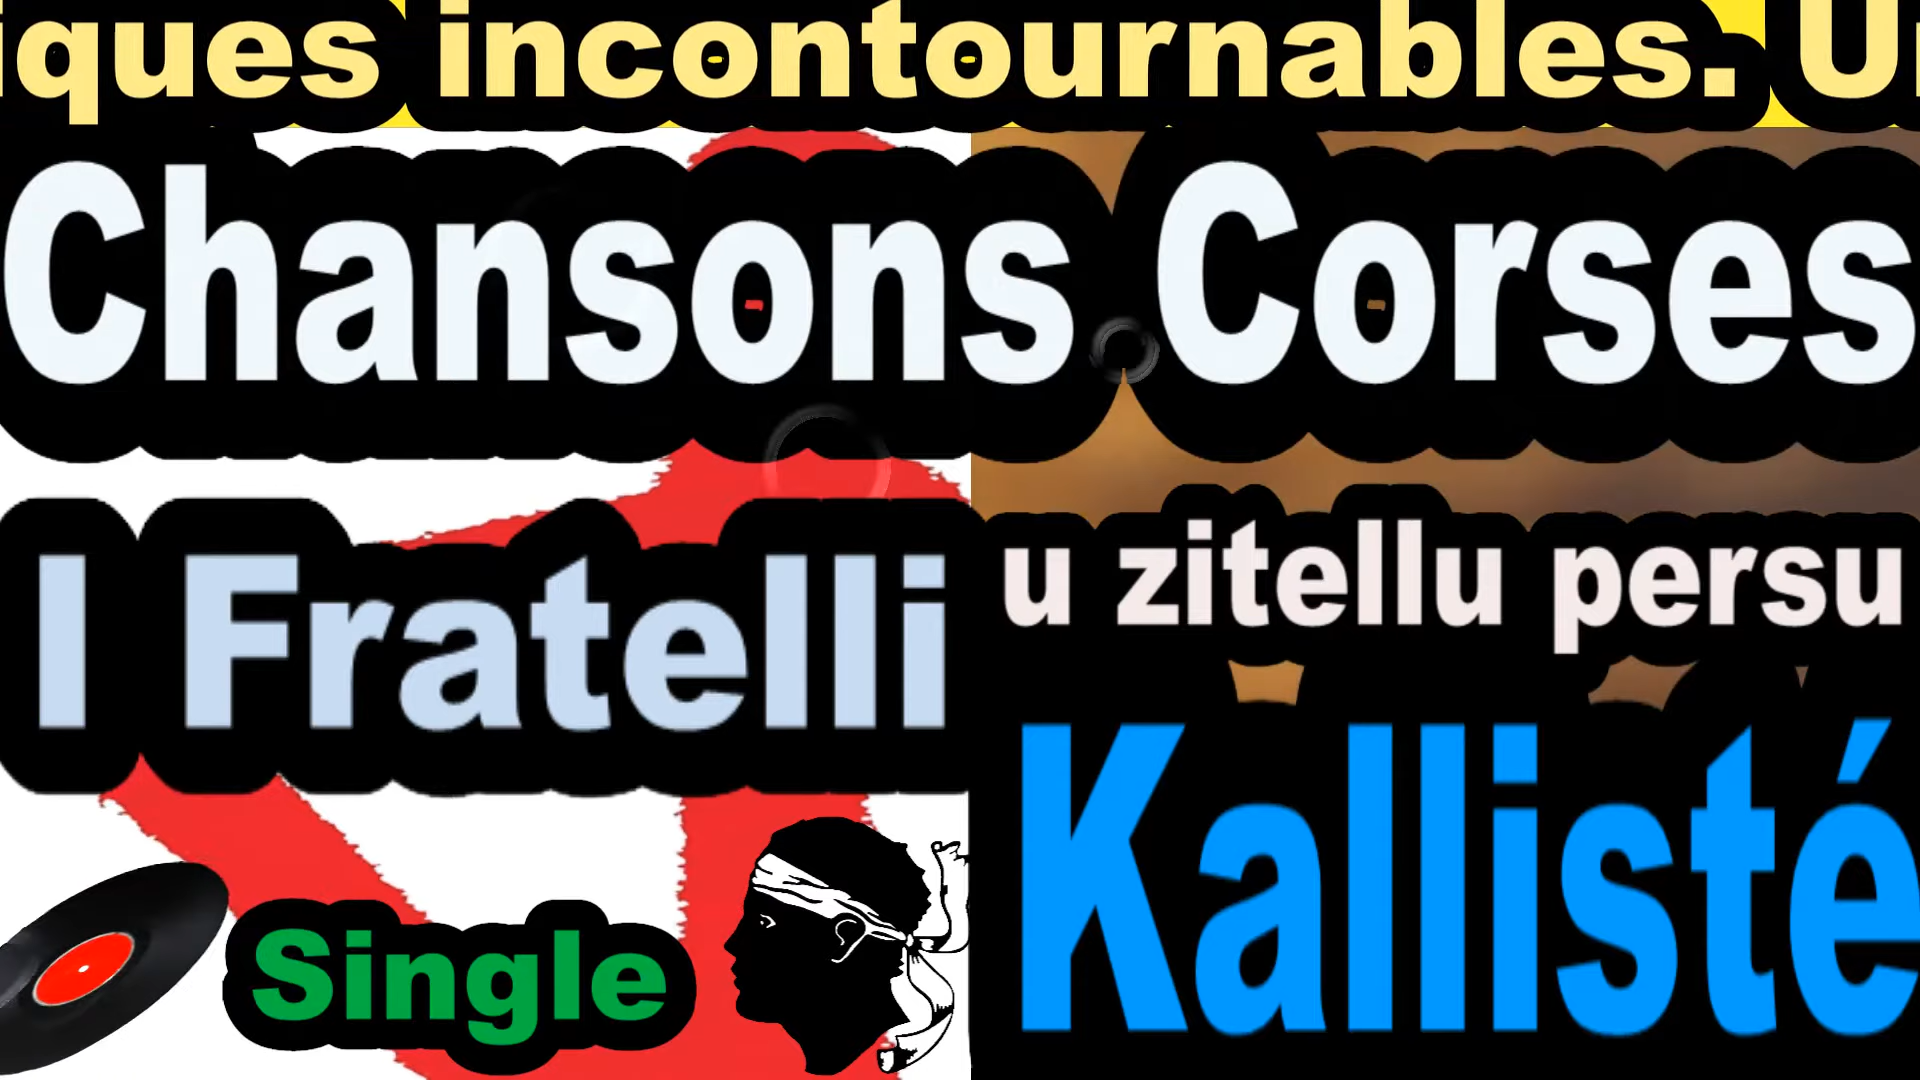 iques incontournables. U
Chansons Corses
I Fratelli
u zitellu persu
Kallisté
Single